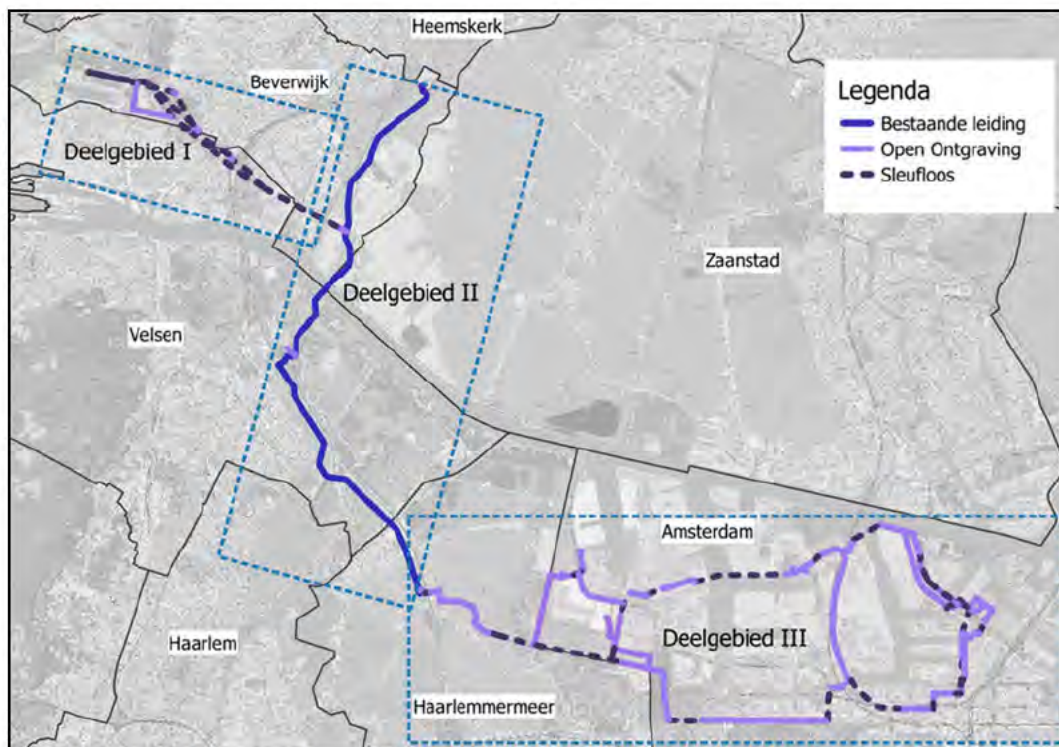 Heemskerk
Beverwijk
Legenda
Bestaande leiding
Open Ontgraving
Sleufloos
Deelgebied I
Zaanstad
Deelgebied II
Velsen
Amsterdam
Deelgebied III
Haarlem
Haarlemmermeer